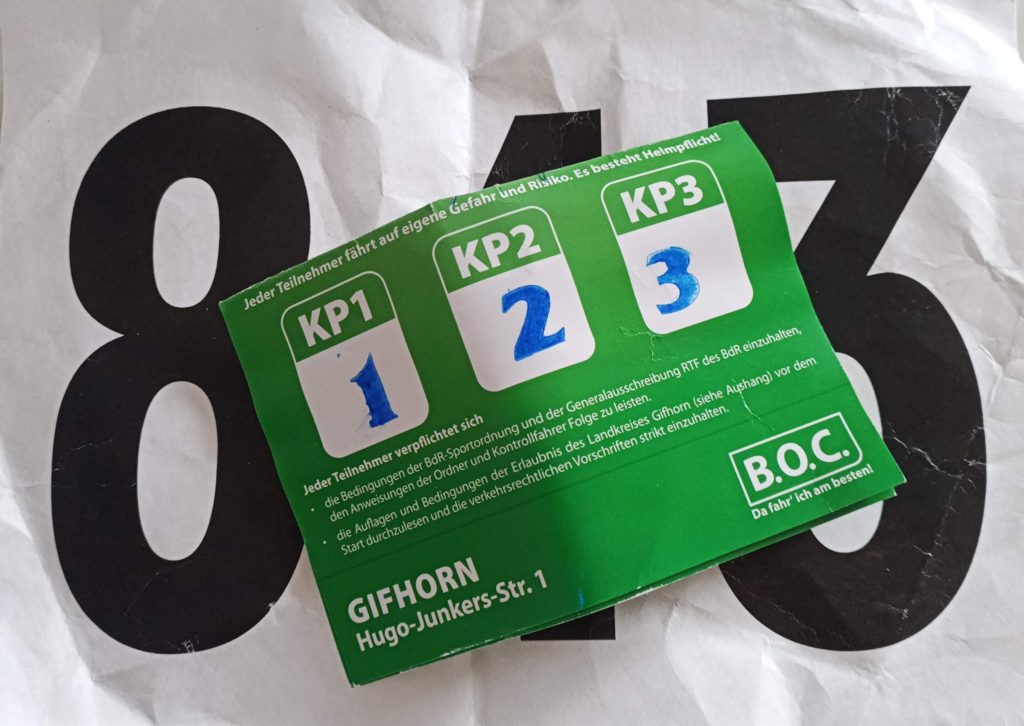 813
Jeder Teilnehmer fährt auf eigene Gefahr und Risiko. Es besteht Helmpflicht!
KP1 KP2 KP3
1 2 3
Jeder Teilnehmer verpflichtet sich
• die Bedingungen der BdR-Sportordnung und der Generalausschreibung RTF des BdR einzuhalten,
den Anweisungen der Ordner und Kontrollfahrer Folge zu leisten.
• die Auflagen und Bedingungen der Erlaubnis des Landkreises Gifhorn (siehe Aushang) vor dem
Start durchzulesen und die verkehrsrechtlichen Vorschriften strikt einzuhalten.
B.O.C.
Da fahr' ich am besten!
GIFHORN
Hugo-Junkers-Str. 1